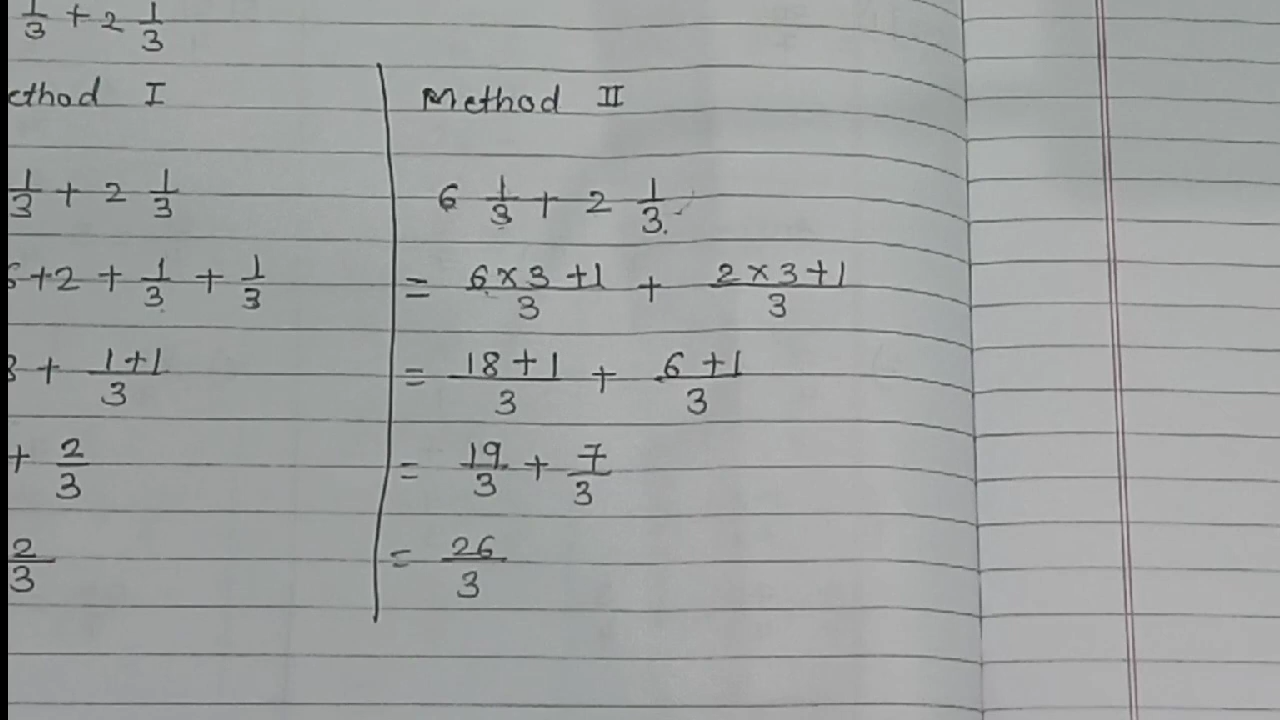 1/3 + 2 1/3
ethod I
1/3 + 2 1/3
6+2 + 1/3 + 1/3
8 + (1+1)/3
+ 2/3
2/3
Method II
6 1/3 + 2 1/3
= (6×3+1)/3 + (2×3+1)/3
= (18+1)/3 + (6+1)/3
= 19/3 + 7/3
= 26/3